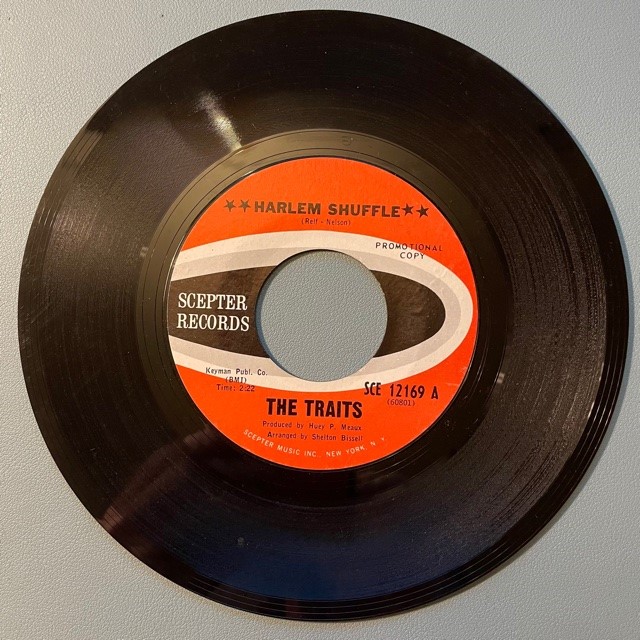 ★★HARLEM SHUFFLE★★
(Relf - Nelson)
PROMOTIONAL
COPY
SCEPTER
RECORDS
Keyman Publ. Co.
(BMI)
Time: 2:22
SCE 12169 A
(60801)
THE TRAITS
Produced by Huey P. Meaux
Arranged by Shelton Bissell
SCEPTER MUSIC INC. NEW YORK, N.Y.